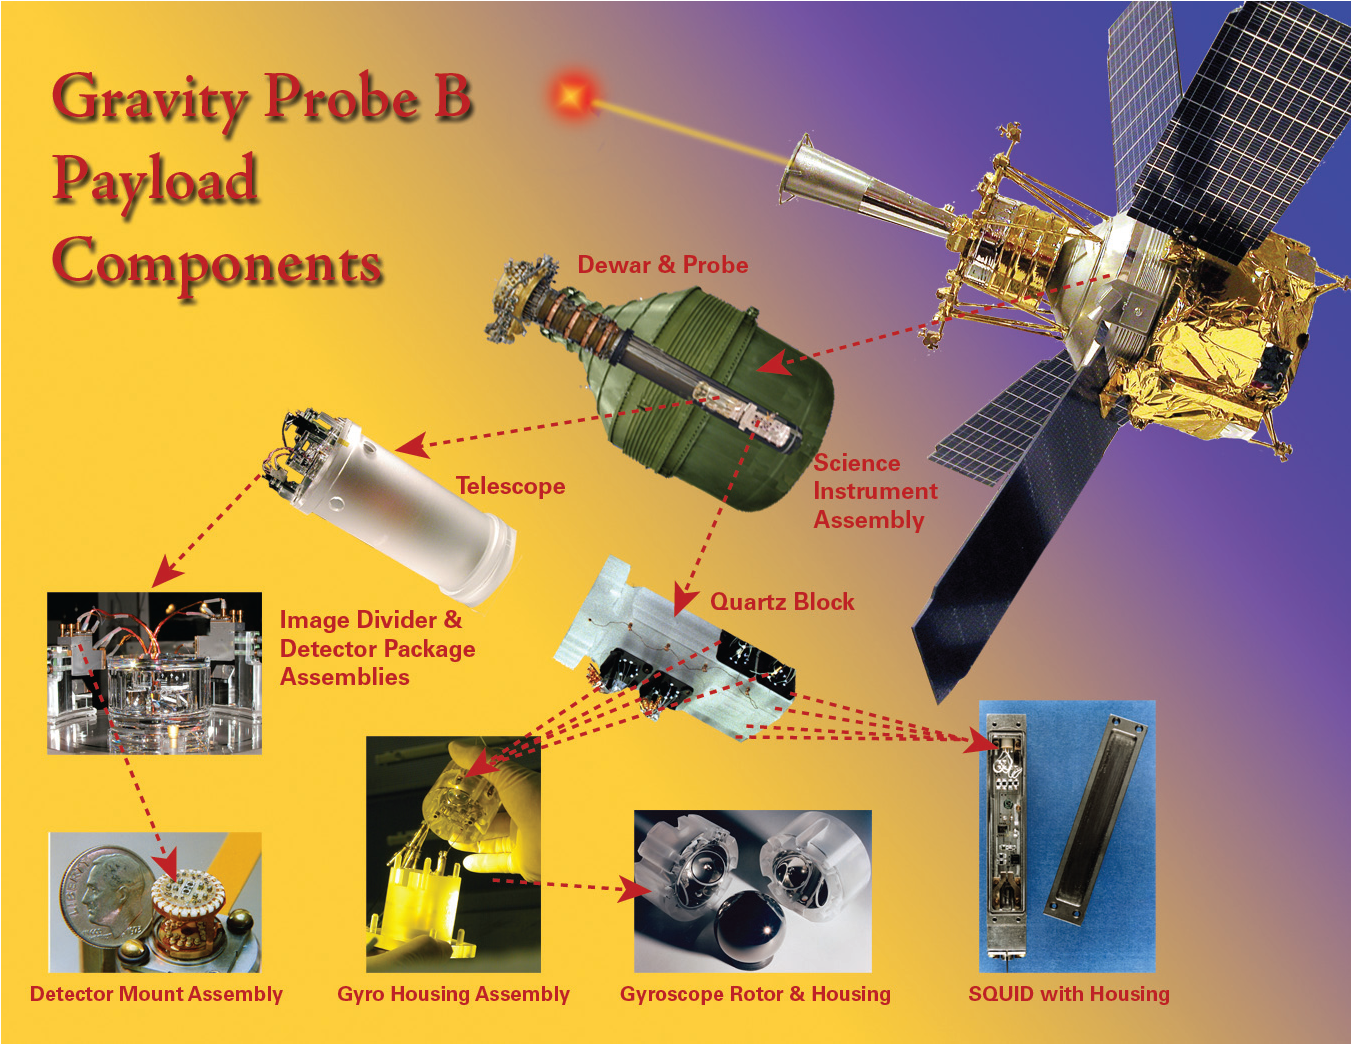 Gravity Probe B
Payload
Components
Dewar & Probe
Science
Instrument
Assembly
Telescope
Quartz Block
Image Divider &
Detector Package
Assemblies
LIBERTY
Detector Mount Assembly
Gyro Housing Assembly
Gyroscope Rotor & Housing
SQUID with Housing